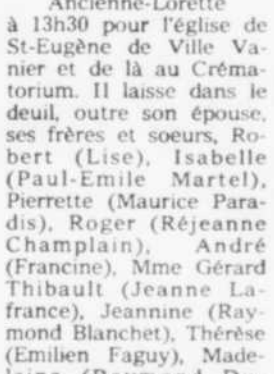 Ancienne-Lorette
à 13h30 pour l'église de
St-Eugène de Ville Va-
nier et de là au Créma-
torium. Il laisse dans le
deuil, outre son épouse,
ses frères et soeurs, Ro-
bert (Lise), Isabelle
(Paul-Emile Martel),
Pierrette (Maurice Para-
dis), Roger (Réjeanne
Champlain), André
(Francine), Mme Gérard
Thibault (Jeanne La-
france), Jeannine (Ray-
mond Blanchet), Thérèse
(Emilien Faguy), Made-